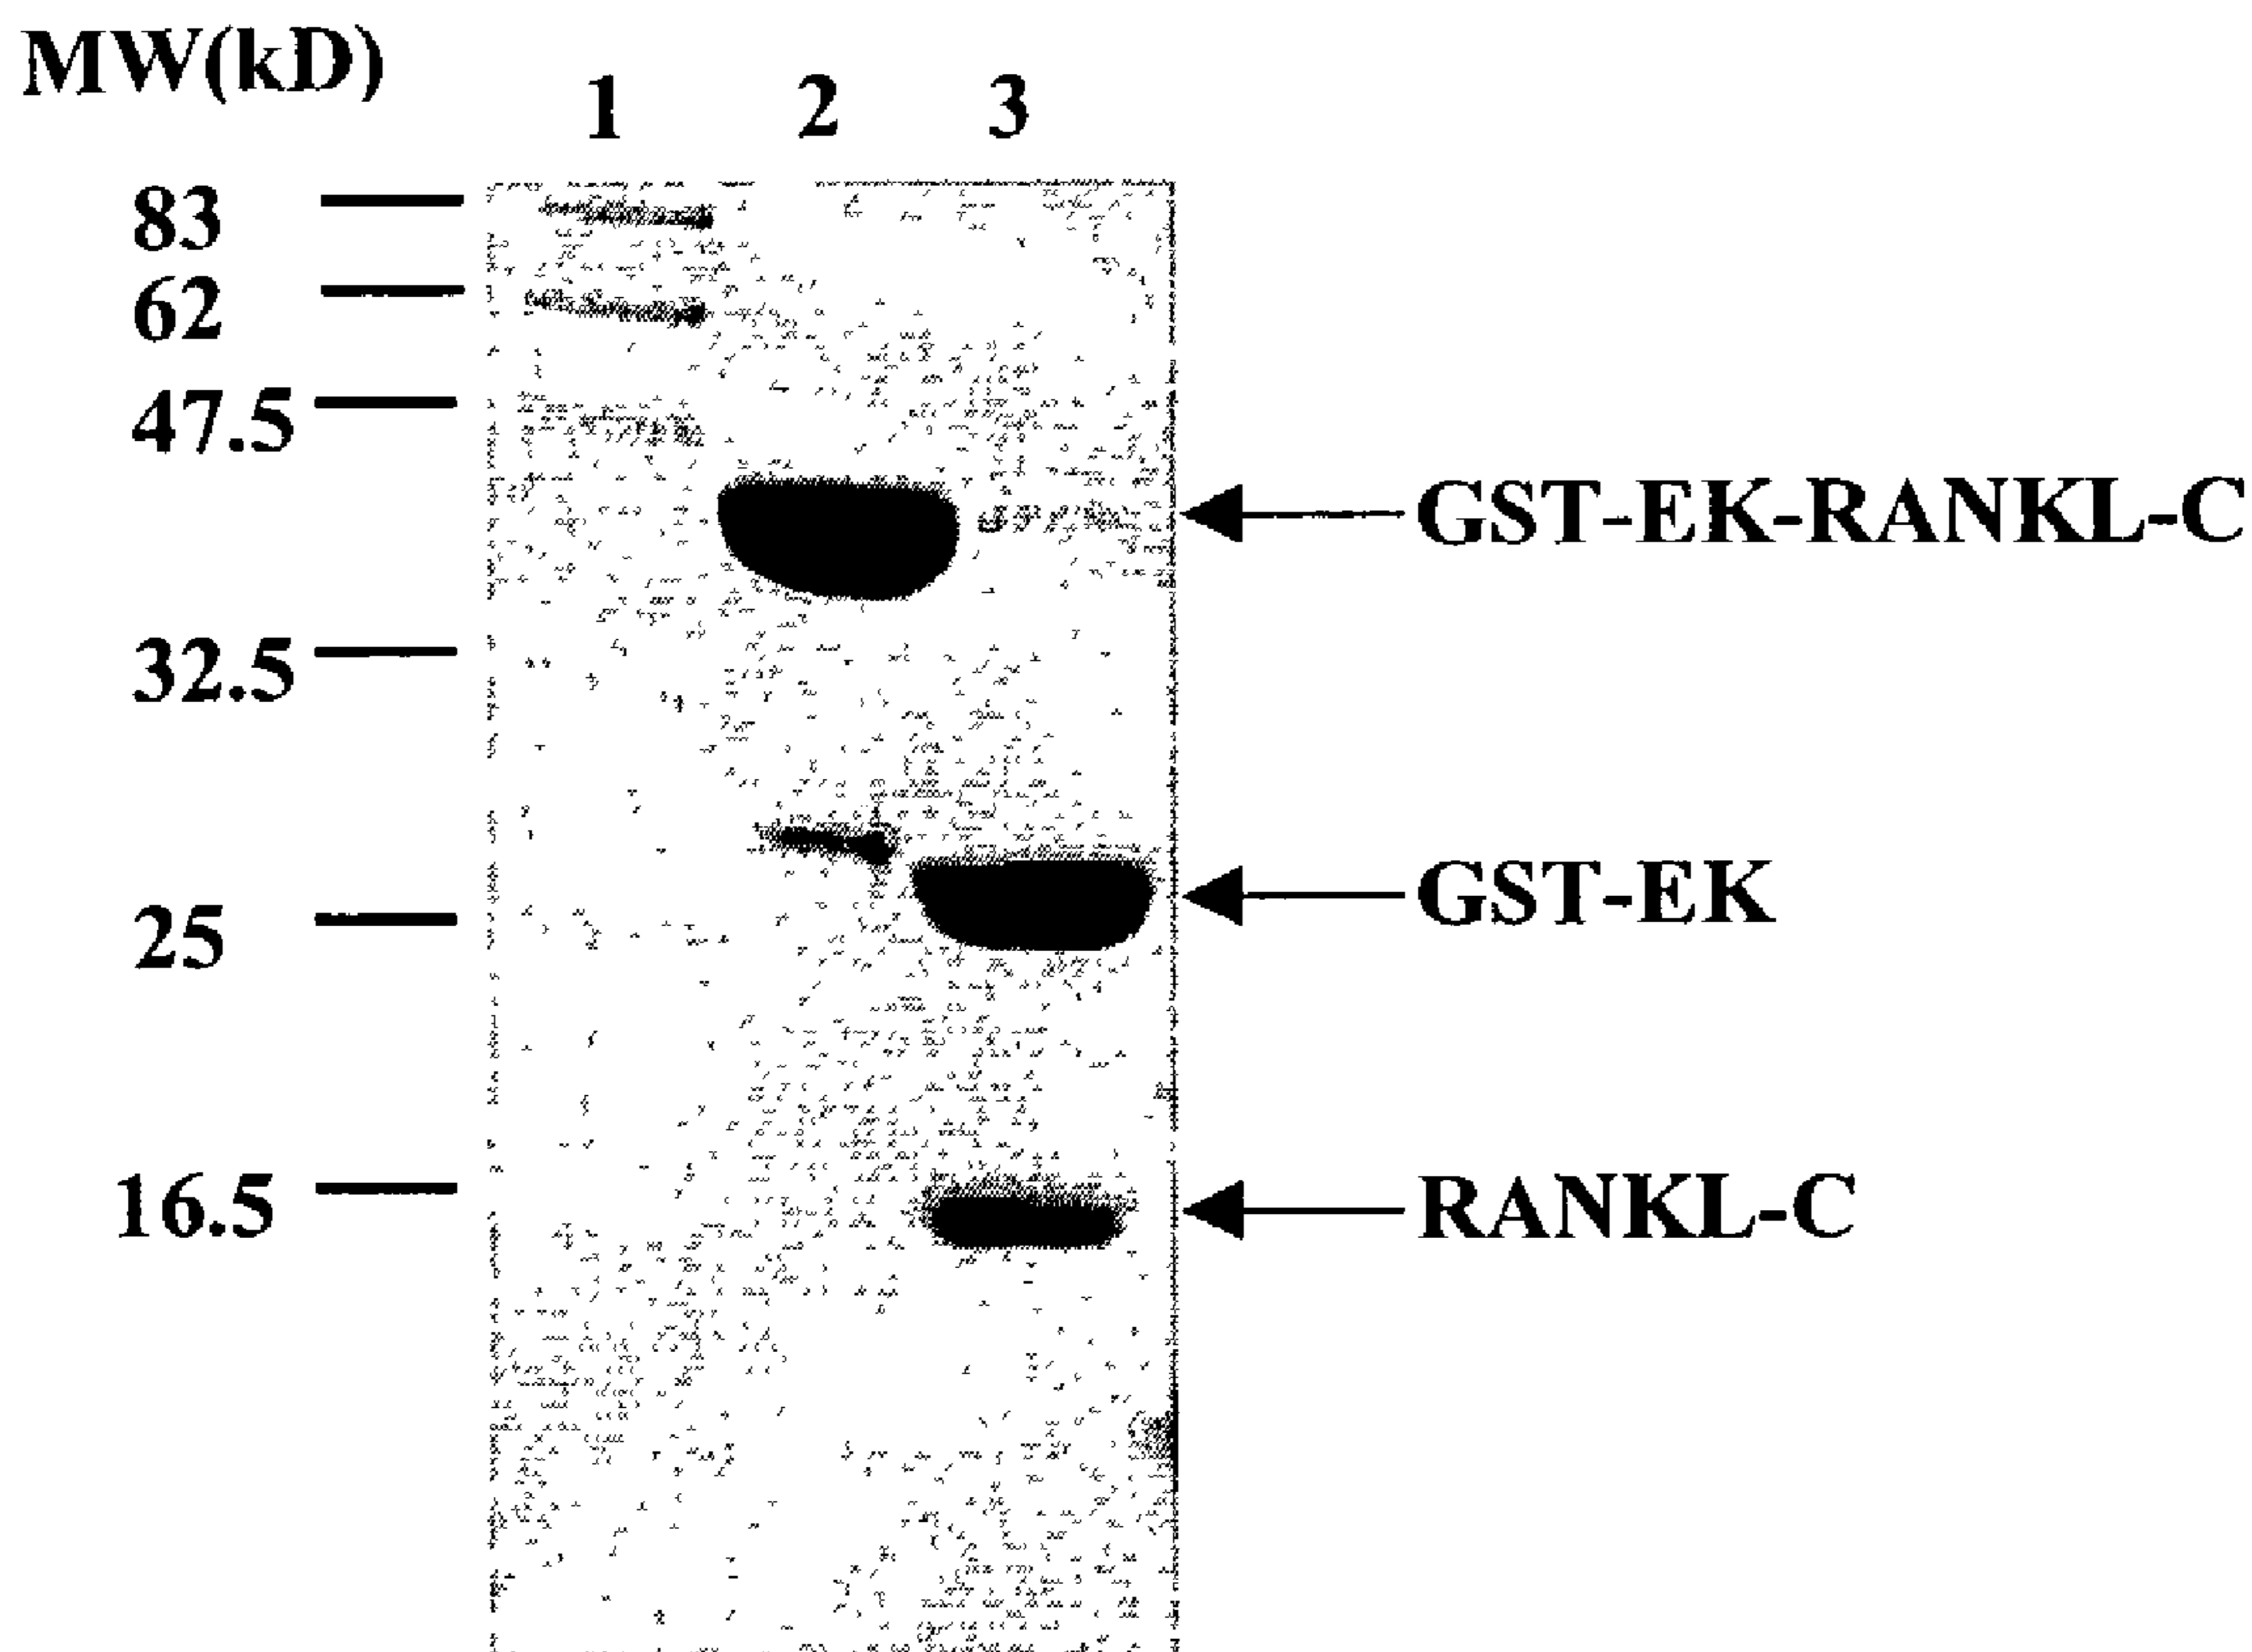 MW(kD)
1 2 3
83
62
47.5
GST-EK-RANKL-C
32.5
GST-EK
25
16.5
RANKL-C